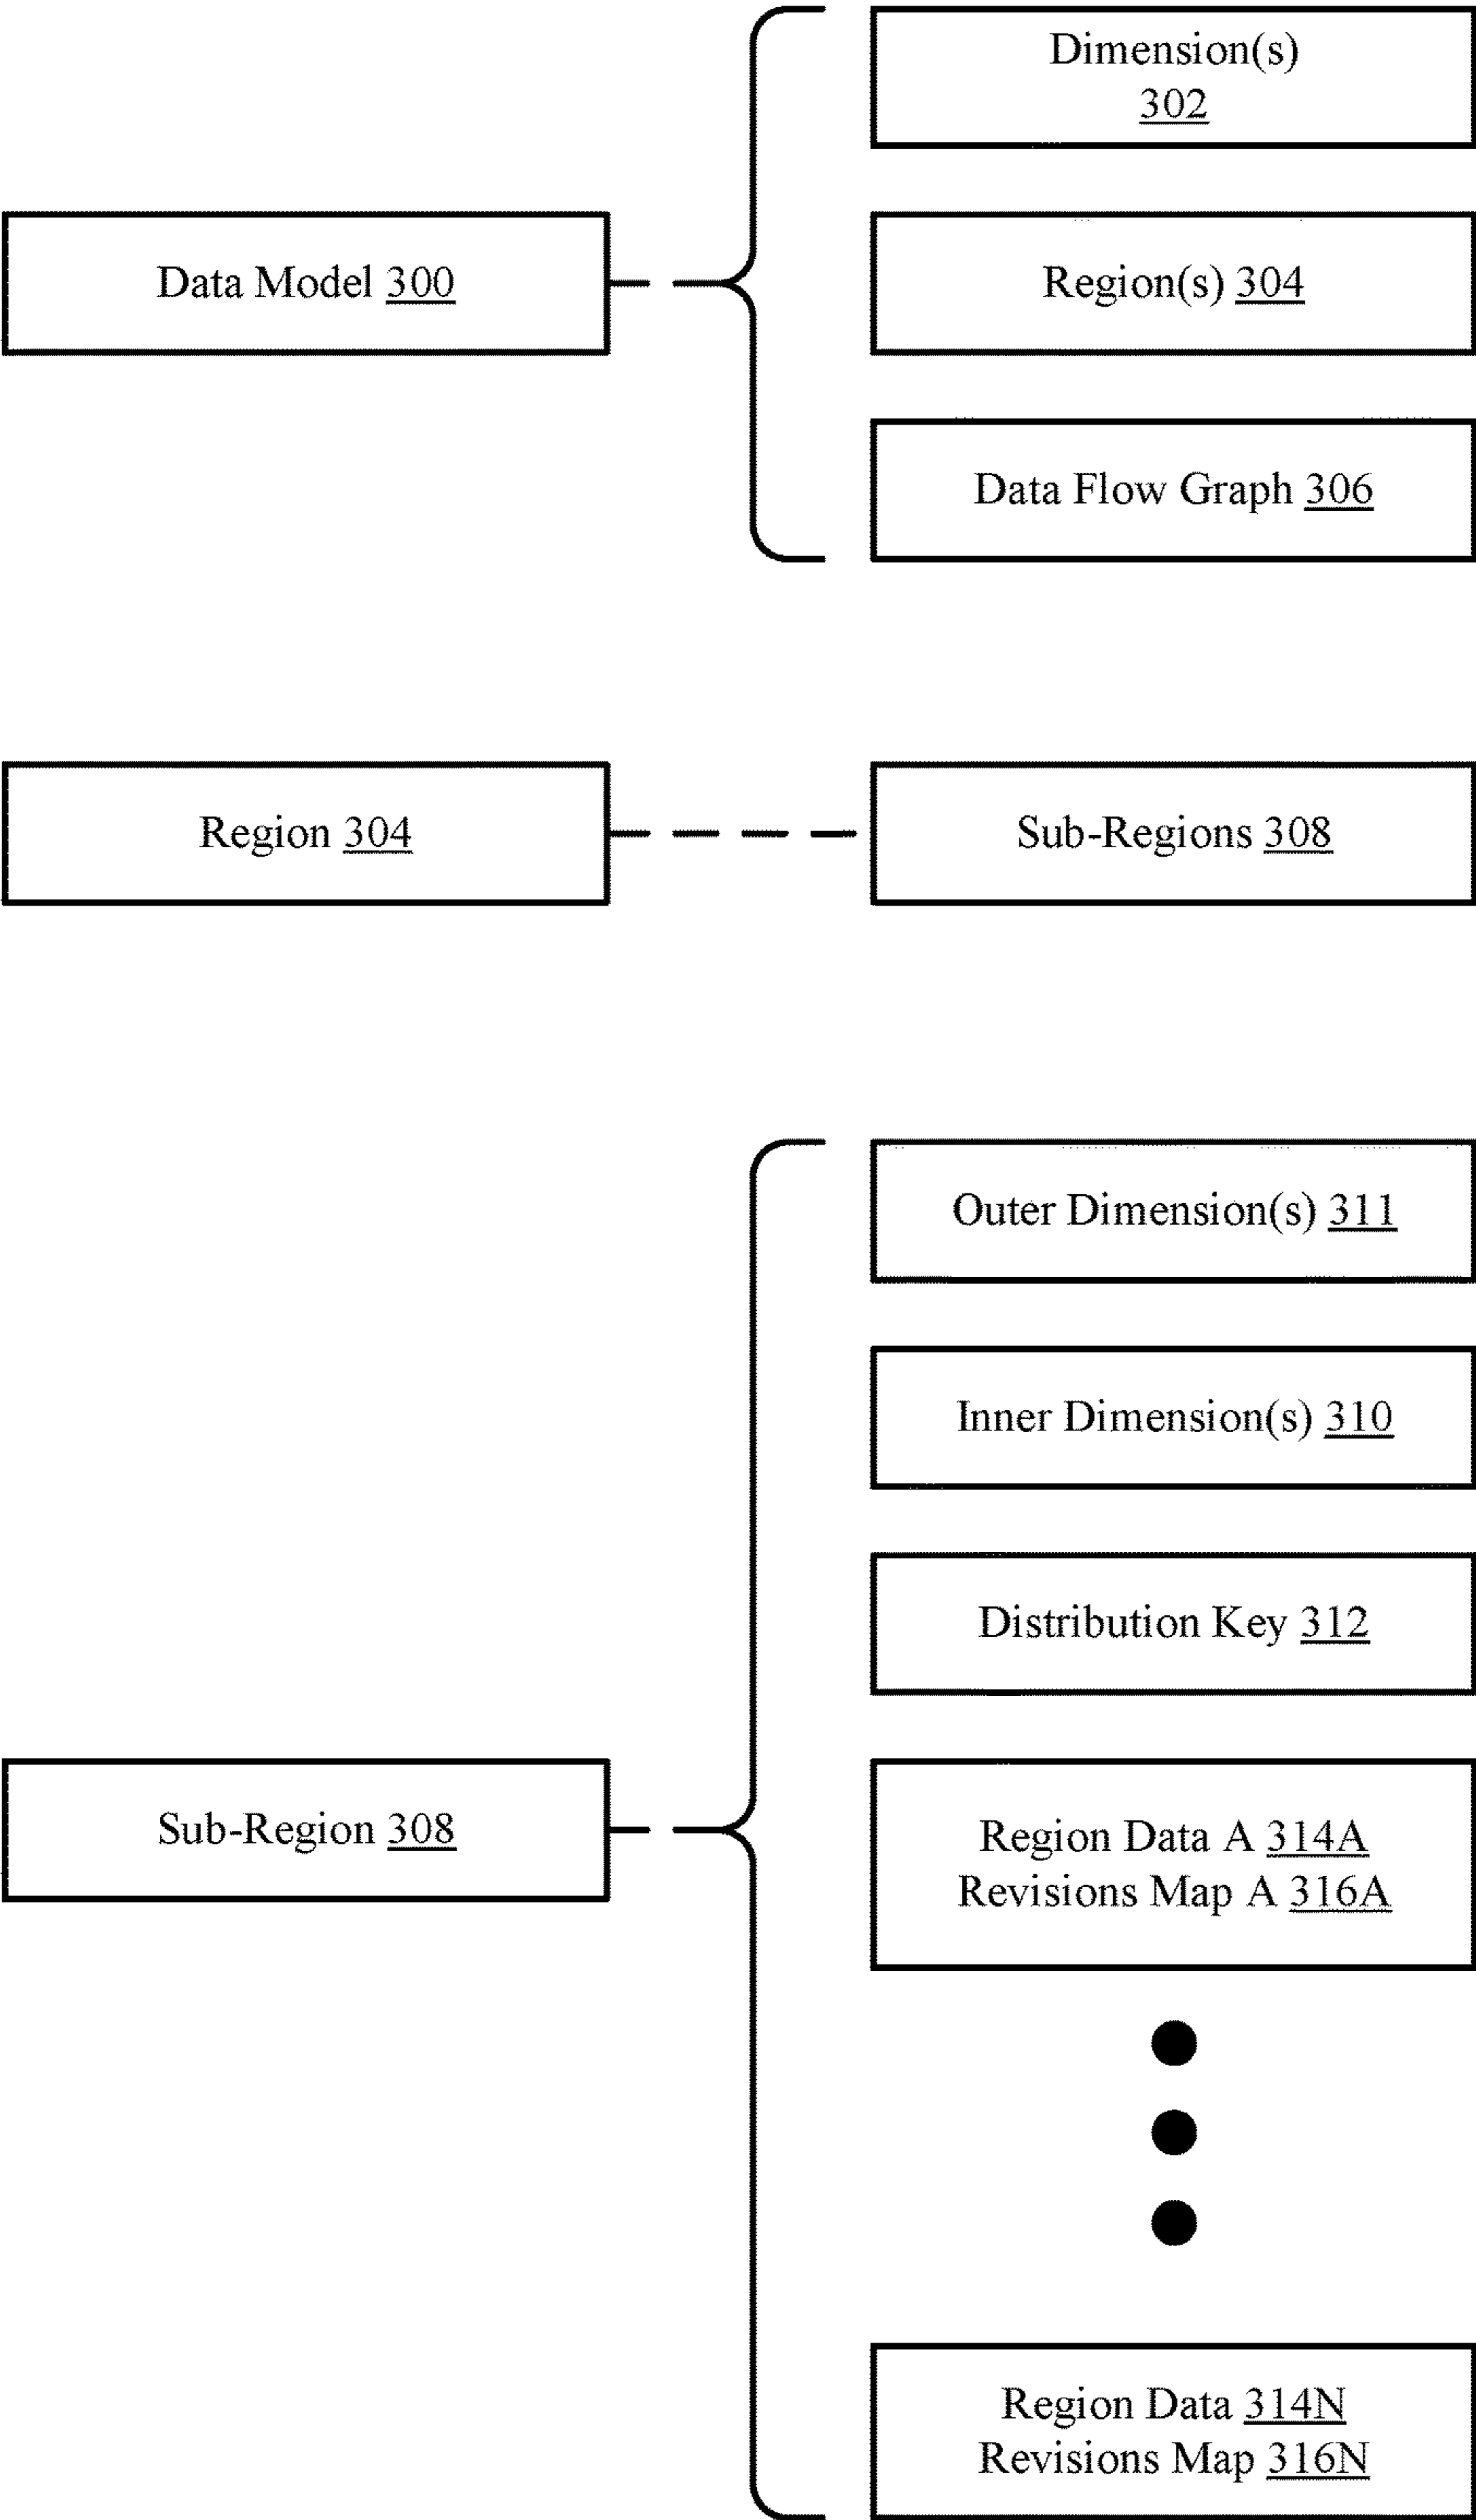 Dimension(s)
302
Data Model 300
Region(s) 304
Data Flow Graph 306
Region 304
Sub-Regions 308
Outer Dimension(s) 311
Inner Dimension(s) 310
Distribution Key 312
Sub-Region 308
Region Data A 314A
Revisions Map A 316A
Region Data 314N
Revisions Map 316N